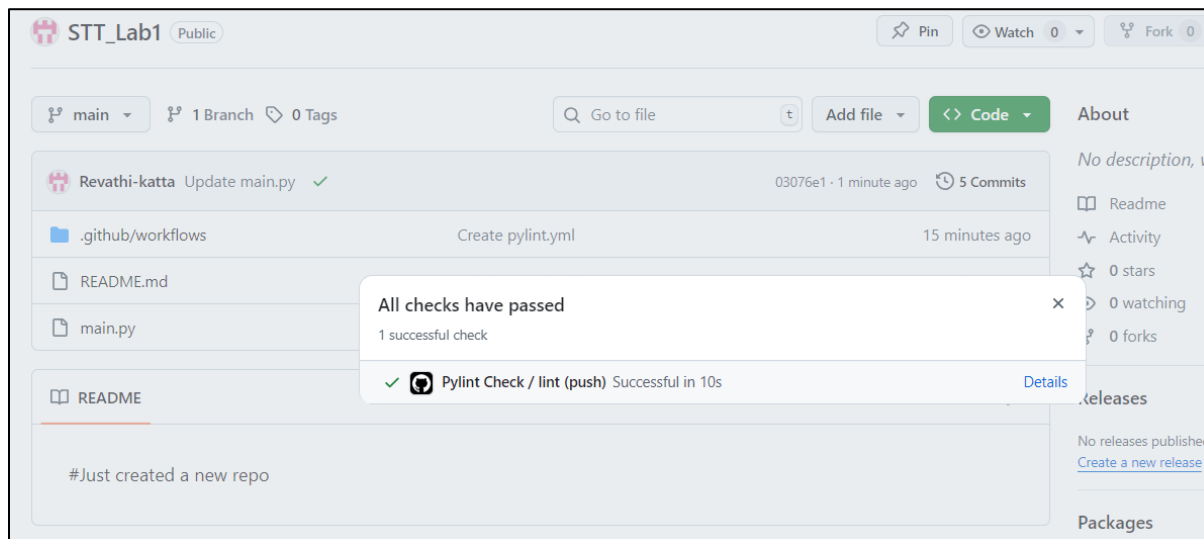 STT_Lab1 Public Pin Watch 0 Fork 0
main 1 Branch 0 Tags Go to file t Add file <> Code About
No description,
Revathi-katta Update main.py 03076e1 · 1 minute ago 5 Commits
Readme
.github/workflows Create pylint.yml 15 minutes ago Activity
README.md 0 stars
All checks have passed 0 watching
main.py 1 successful check 0 forks
Pylint Check / lint (push) Successful in 10s Details
README Releases
No releases
Create a new release
#Just created a new repo
Packages